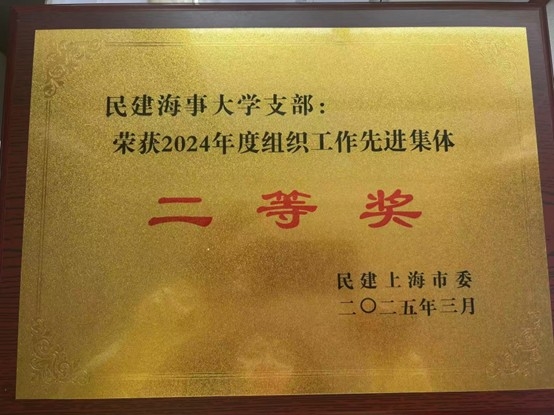 民建海事大学支部：
荣获2024年度组织工作先进集体
二等奖
民建上海市委
二〇二五年三月